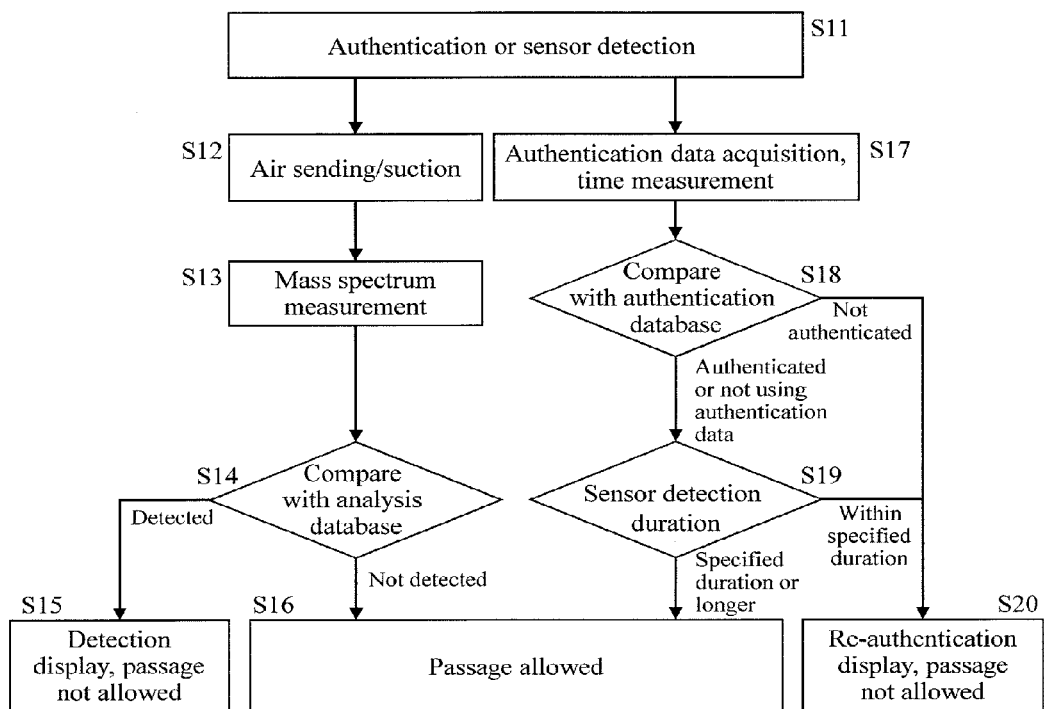 Authentication or sensor detection
S11
S12
Air sending/suction
Authentication data acquisition,
time measurement
S17
S13
Mass spectrum
measurement
Compare
with authentication
database
S18
Not
authenticated
Authenticated
or not using
authentication
data
S14
Compare
with analysis
database
Detected
Not detected
Sensor detection
duration
S19
Within
specified
duration
Specified
duration or
longer
S15
Detection
display, passage
not allowed
S16
Passage allowed
S20
Re-authentication
display, passage
not allowed